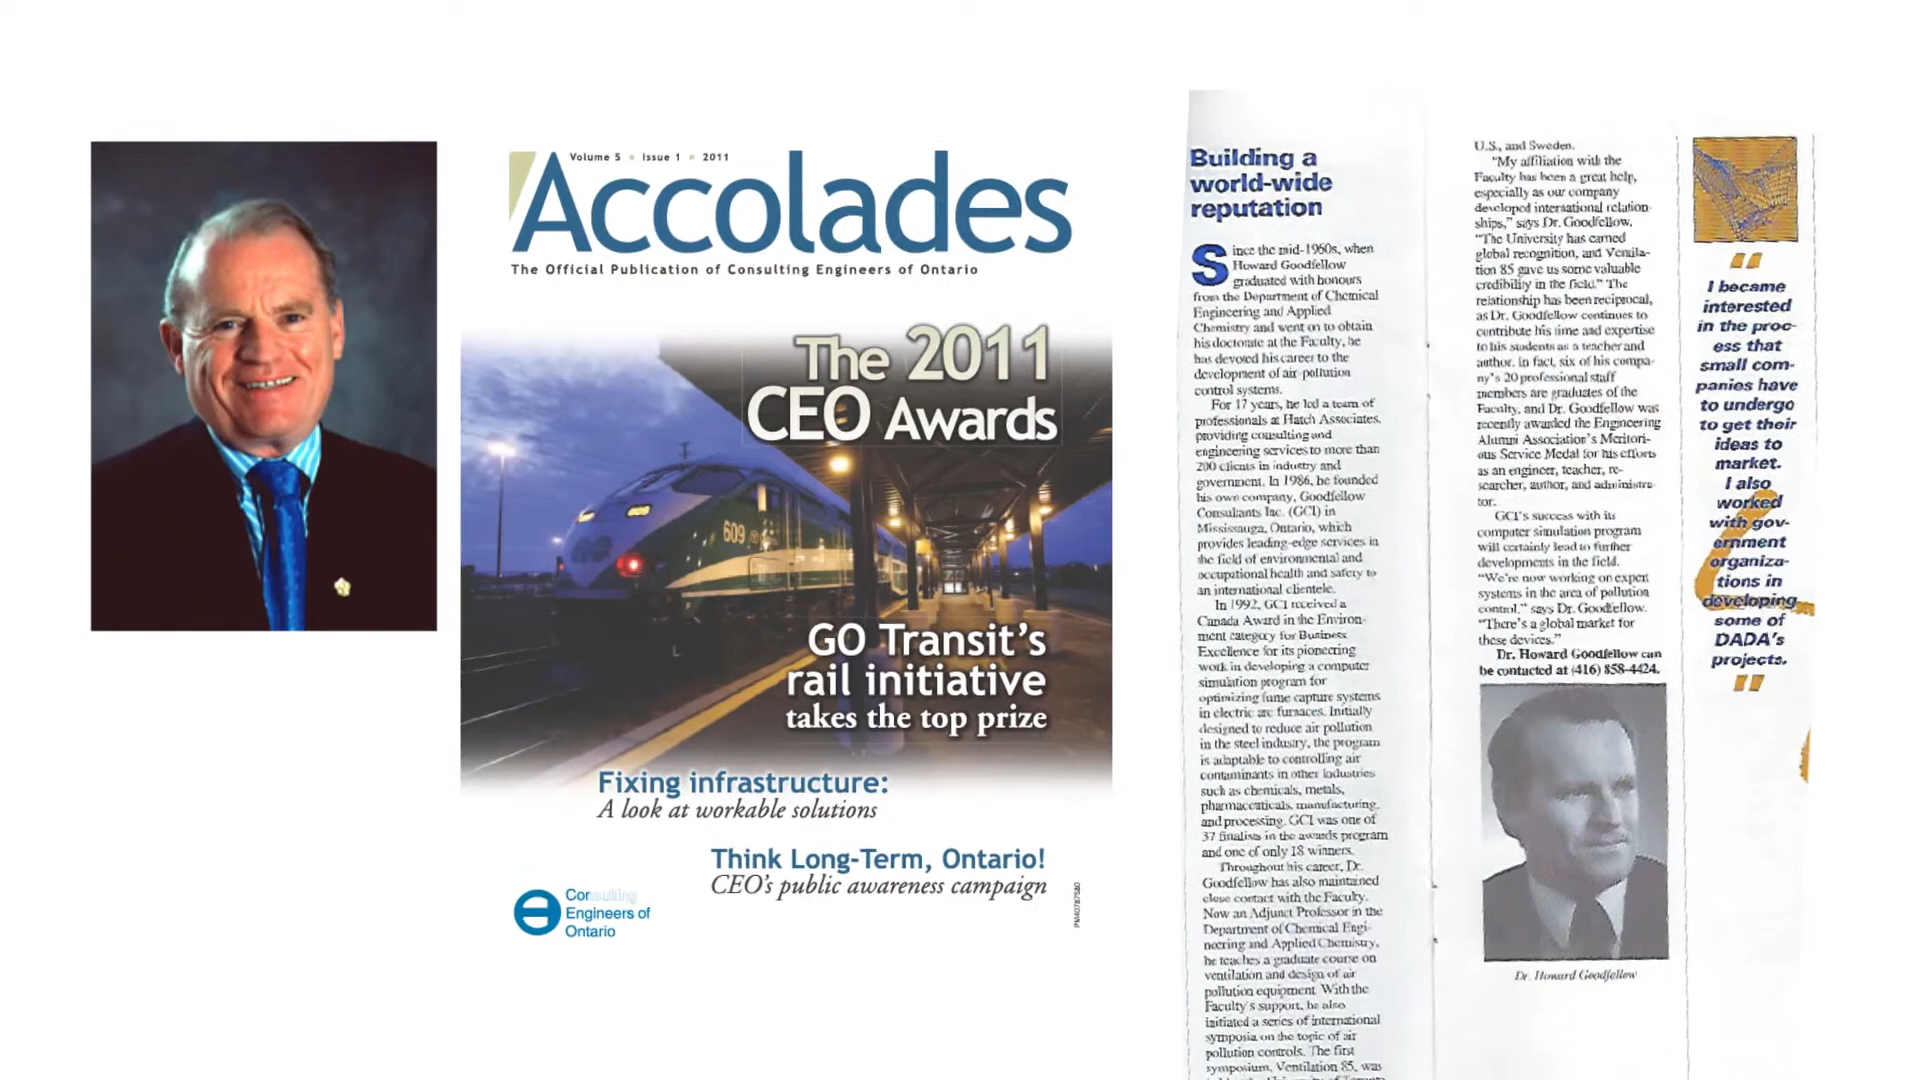 Volume 5 Issue 1 2011
Accolades
The Official Publication of Consulting Engineers of Ontario
The 2011
CEO Awards
609
GO Transit's
rail initiative
takes the top prize
Fixing infrastructure:
A look at workable solutions
Think Long-Term, Ontario!
CEO's public awareness campaign
Consulting
Engineers of
Ontario
PM40787580
Building a
world-wide
reputation
Since the mid-1960s, when
Howard Goodfellow
graduated with honours
from the Department of Chemical
Engineering and Applied
Chemistry and went on to obtain
his doctorate at the Faculty, he
has devoted his career to the
development of air-pollution
control systems.
For 17 years, he led a team of
professionals at Hatch Associates,
providing consulting and
engineering services to more than
200 clients in industry and
government. In 1986, he founded
his own company, Goodfellow
Consultants Inc. (GCI) in
Mississauga, Ontario, which
provides leading-edge services in
the field of environmental and
occupational health and safety to
an international clientele.
In 1992, GCI received a
Canada Award in the Environ-
ment category for Business
Excellence for its pioneering
work in developing a computer
simulation program for
optimizing fume capture systems
in electric arc furnaces. Initially
designed to reduce air pollution
in the steel industry, the program
is adaptable to controlling air
contaminants in other industries
such as chemicals, metals,
pharmaceuticals, manufacturing,
and processing. GCI was one of
37 finalists in the awards program
and one of only 18 winners.
Throughout his career, Dr.
Goodfellow has also maintained
close contact with the Faculty.
Now an Adjunct Professor in the
Department of Chemical Engi-
neering and Applied Chemistry,
he teaches a graduate course on
ventilation and design of air
pollution equipment. With the
Faculty's support, he also
initiated a series of international
symposia on the topic of air
pollution controls. The first
symposium, Ventilation 85, was
U.S., and Sweden.
"My affiliation with the
Faculty has been a great help,
especially as our company
developed international relation-
ships," says Dr. Goodfellow.
"The University has earned
global recognition, and Ventila-
tion 85 gave us some valuable
credibility in the field." The
relationship has been reciprocal,
as Dr. Goodfellow continues to
contribute his time and expertise
to his students as a teacher and
author. In fact, six of his compa-
ny's 20 professional staff
members are graduates of the
Faculty, and Dr. Goodfellow was
recently awarded the Engineering
Alumni Association's Meritori-
ous Service Medal for his efforts
as an engineer, teacher, re-
searcher, author, and administra-
tor.
GCI's success with its
computer simulation program
will certainly lead to further
developments in the field.
"We're now working on expert
systems in the area of pollution
control," says Dr. Goodfellow.
"There's a global market for
these devices."
Dr. Howard Goodfellow can
be contacted at (416) 858-4424.
Dr. Howard Goodfellow
"
I became
interested
in the proc-
ess that
small com-
panies have
to undergo
to get their
ideas to
market.
I also
worked
with gov-
ernment
organiza-
tions in
developing
some of
DADA's
projects.
"